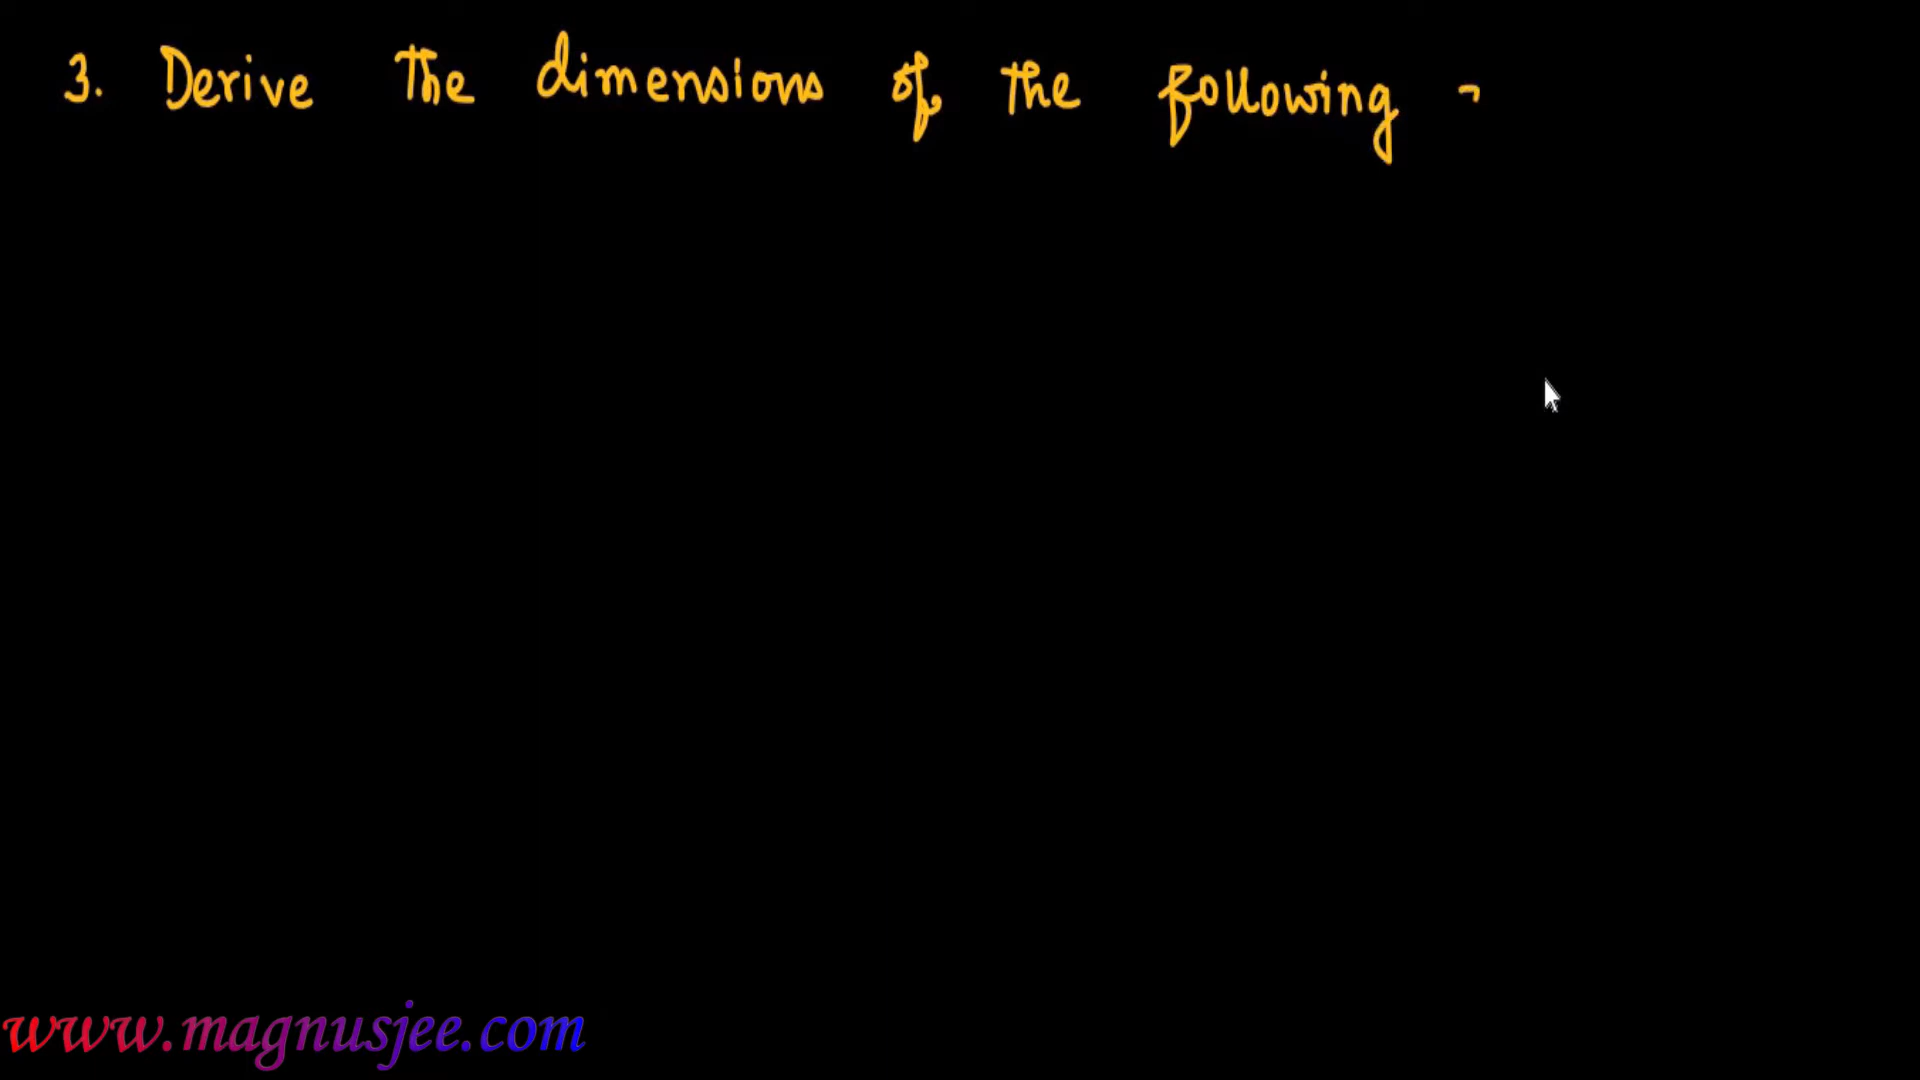 3. Derive the dimensions of the following -
www.magnusjee.com